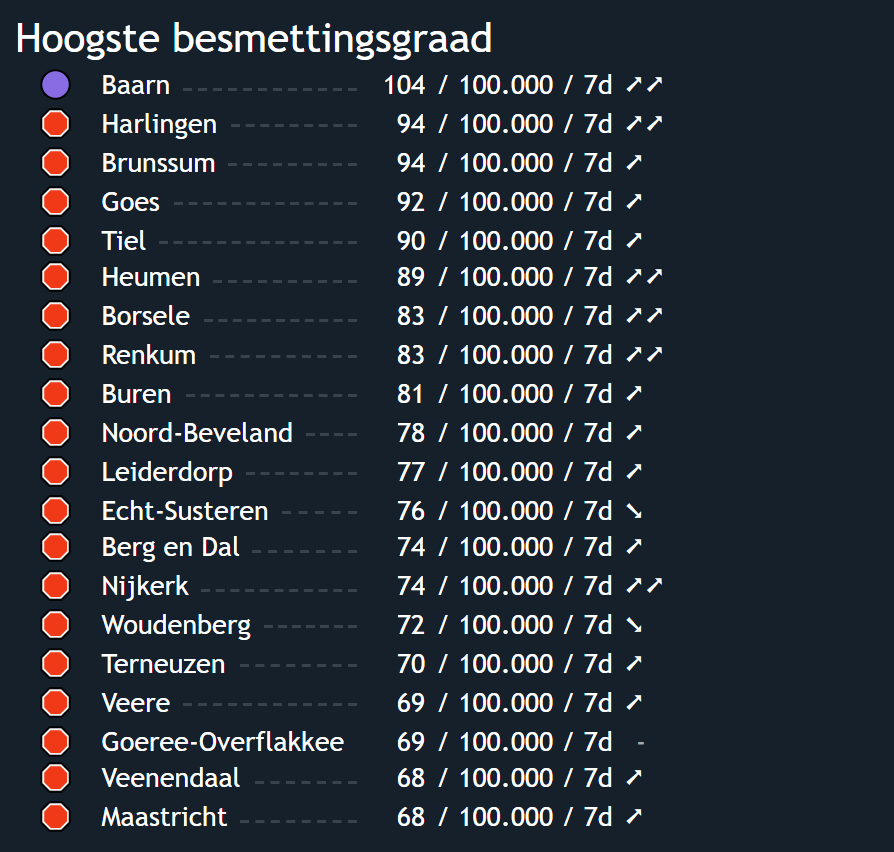 Hoogste besmettingsgraad
Baarn 104 / 100.000 / 7d ➚➚
Harlingen 94 / 100.000 / 7d ➚➚
Brunssum 94 / 100.000 / 7d ➚
Goes 92 / 100.000 / 7d ➚
Tiel 90 / 100.000 / 7d ➚
Heumen 89 / 100.000 / 7d ➚➚
Borsele 83 / 100.000 / 7d ➚➚
Renkum 83 / 100.000 / 7d ➚➚
Buren 81 / 100.000 / 7d ➚
Noord-Beveland 78 / 100.000 / 7d ➚
Leiderdorp 77 / 100.000 / 7d ➚
Echt-Susteren 76 / 100.000 / 7d ➘
Berg en Dal 74 / 100.000 / 7d ➚
Nijkerk 74 / 100.000 / 7d ➚➚
Woudenberg 72 / 100.000 / 7d ➘
Terneuzen 70 / 100.000 / 7d ➚
Veere 69 / 100.000 / 7d ➚
Goeree-Overflakkee 69 / 100.000 / 7d -
Veenendaal 68 / 100.000 / 7d ➚
Maastricht 68 / 100.000 / 7d ➚